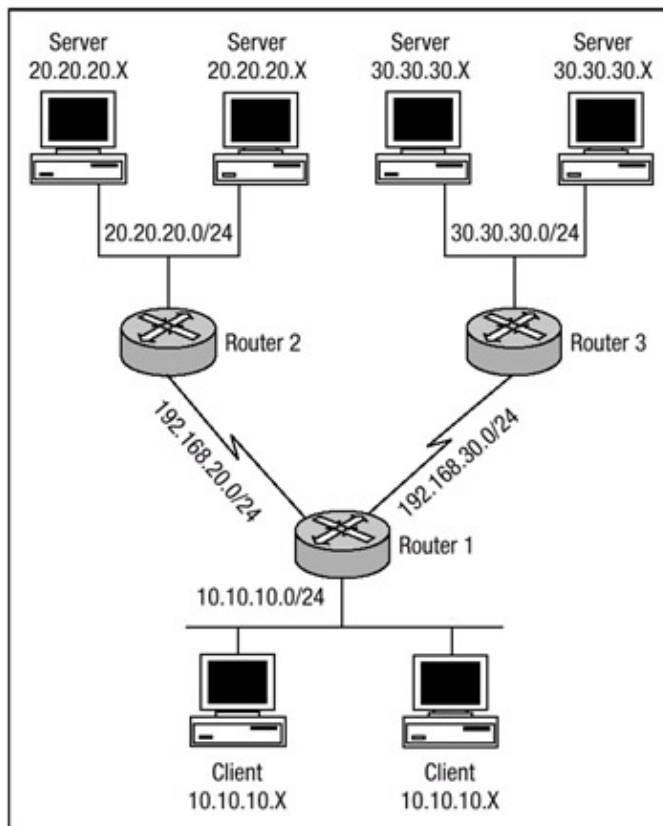 Server
20.20.20.X
Server
20.20.20.X
Server
30.30.30.X
Server
30.30.30.X
20.20.20.0/24
30.30.30.0/24
Router 2
Router 3
192.168.20.0/24
192.168.30.0/24
Router 1
10.10.10.0/24
Client
10.10.10.X
Client
10.10.10.X